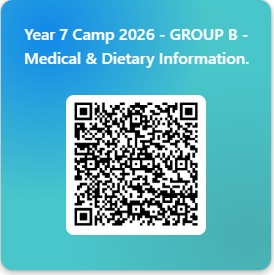 Year 7 Camp 2026 - GROUP B -
Medical & Dietary Information.